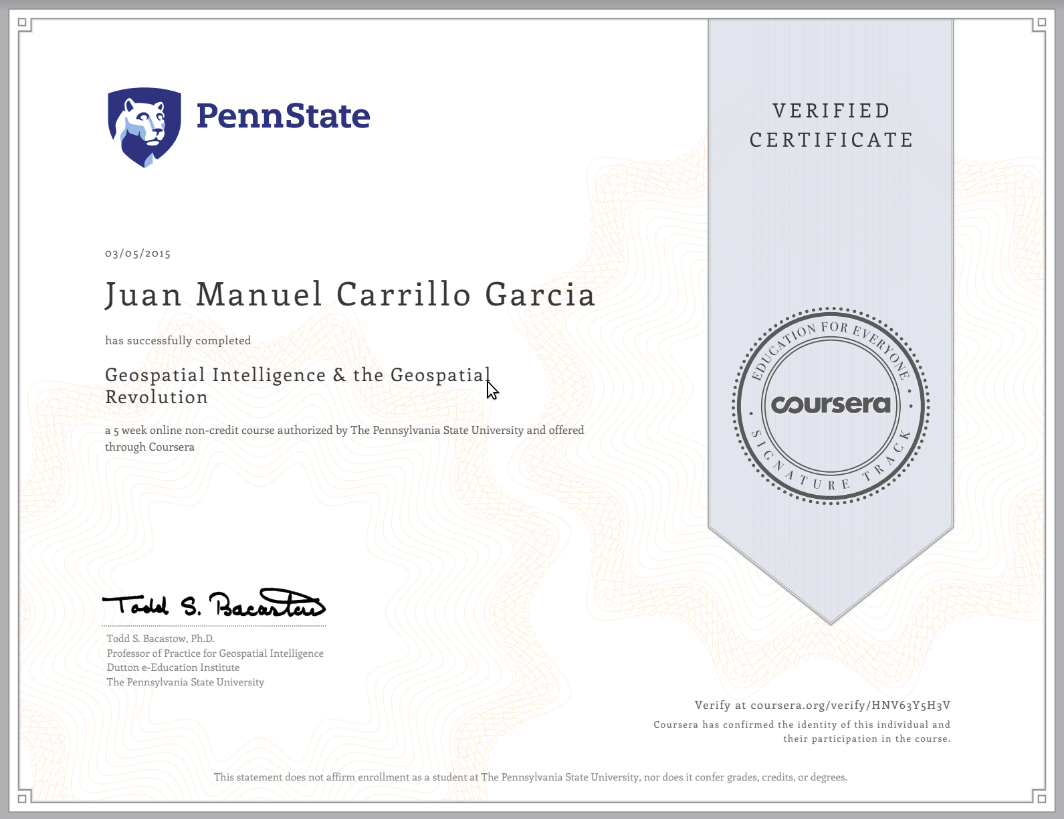 PennState
VERIFIED
CERTIFICATE
03/05/2015
Juan Manuel Carrillo Garcia
has successfully completed
Geospatial Intelligence & the Geospatial
Revolution
a 5 week online non-credit course authorized by The Pennsylvania State University and offered
through Coursera
EDUCATION FOR EVERYONE
coursera
SIGNATURE TRACK
Todd S. Bacastow
Todd S. Bacastow, Ph.D.
Professor of Practice for Geospatial Intelligence
Dutton e-Education Institute
The Pennsylvania State University
Verify at coursera.org/verify/HNV63Y5H3V
Coursera has confirmed the identity of this individual and
their participation in the course.
This statement does not affirm enrollment as a student at The Pennsylvania State University, nor does it confer grades, credits, or degrees.